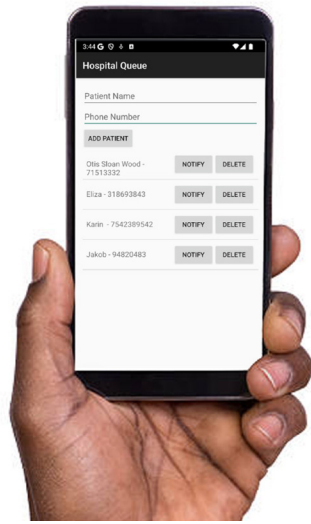 3:44 G
Hospital Queue
Patient Name
Phone Number
ADD PATIENT
Otis Sloan Wood -
71513332
NOTIFY DELETE
Eliza - 318693843 NOTIFY DELETE
Karin - 7542389542 NOTIFY DELETE
Jakob - 94820483 NOTIFY DELETE